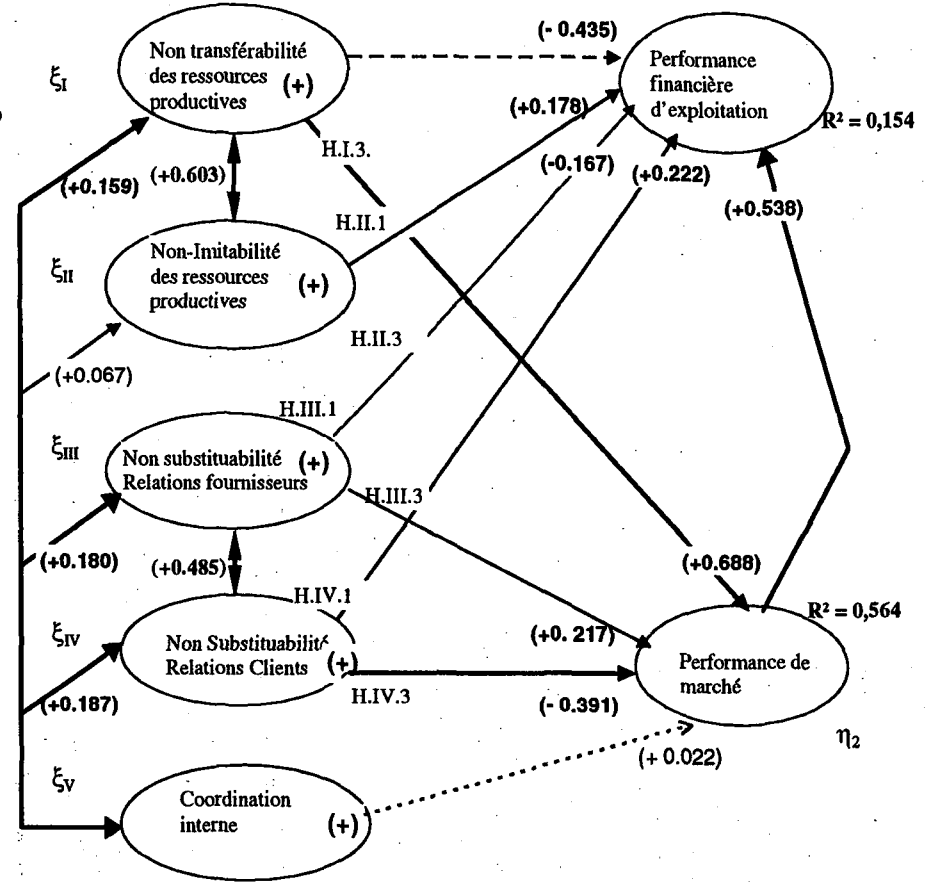 (- 0.435)
Non transférabilité
des ressources
productives
(+)
ξI
Performance
financière
d'exploitation
(+0.178)
R² = 0,154
H.I.3.
(-0.167)
(+0.222)
(+0.159)
(+0.603)
(+0.538)
H.II.1
Non-Imitabilité
des ressources
productives
(+)
ξII
H.II.3
(+0.067)
H.III.1
ξIII
Non substituabilité
Relations fournisseurs
(+)
H.III.3
(+0.180)
(+0.485)
(+0.688)
H.IV.1
R² = 0,564
ξIV
Non Substituabilité
Relations Clients
(+)
(+0. 217)
Performance de
marché
(+0.187)
H.IV.3
(- 0.391)
η2
(+ 0.022)
ξV
Coordination
interne
(+)